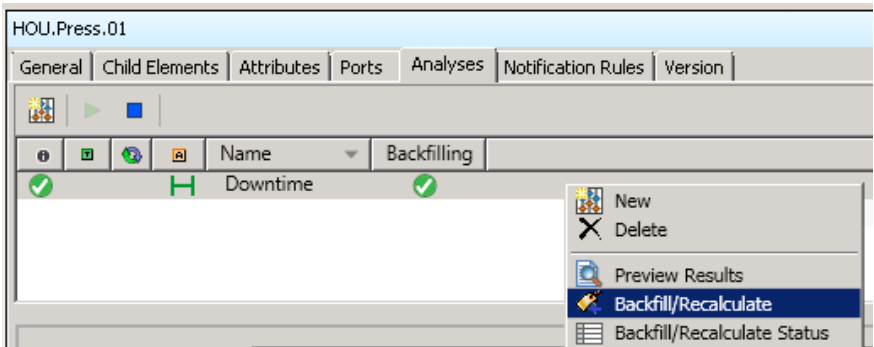 HOU.Press.01
General Child Elements Attributes Ports Analyses Notification Rules Version
Name Backfilling
Downtime
New
Delete
Preview Results
Backfill/Recalculate
Backfill/Recalculate Status